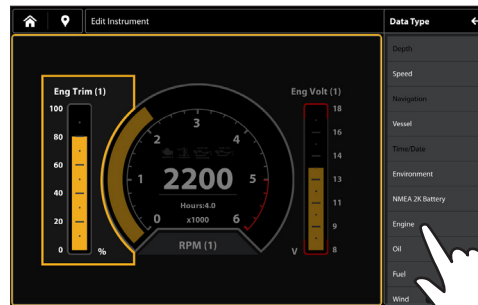 Edit Instrument
Data Type
Depth
Speed
Navigation
Vessel
Time/Date
Environment
NMEA 2K Battery
Engine
Oil
Fuel
Wind
Eng Trim (1)
100
80
60
40
20
0 %
3
2 4
1 5
0 6
2200
Hours:4.0
x1000
RPM (1)
Eng Volt (1)
18
16
14
13
11
9
V 8